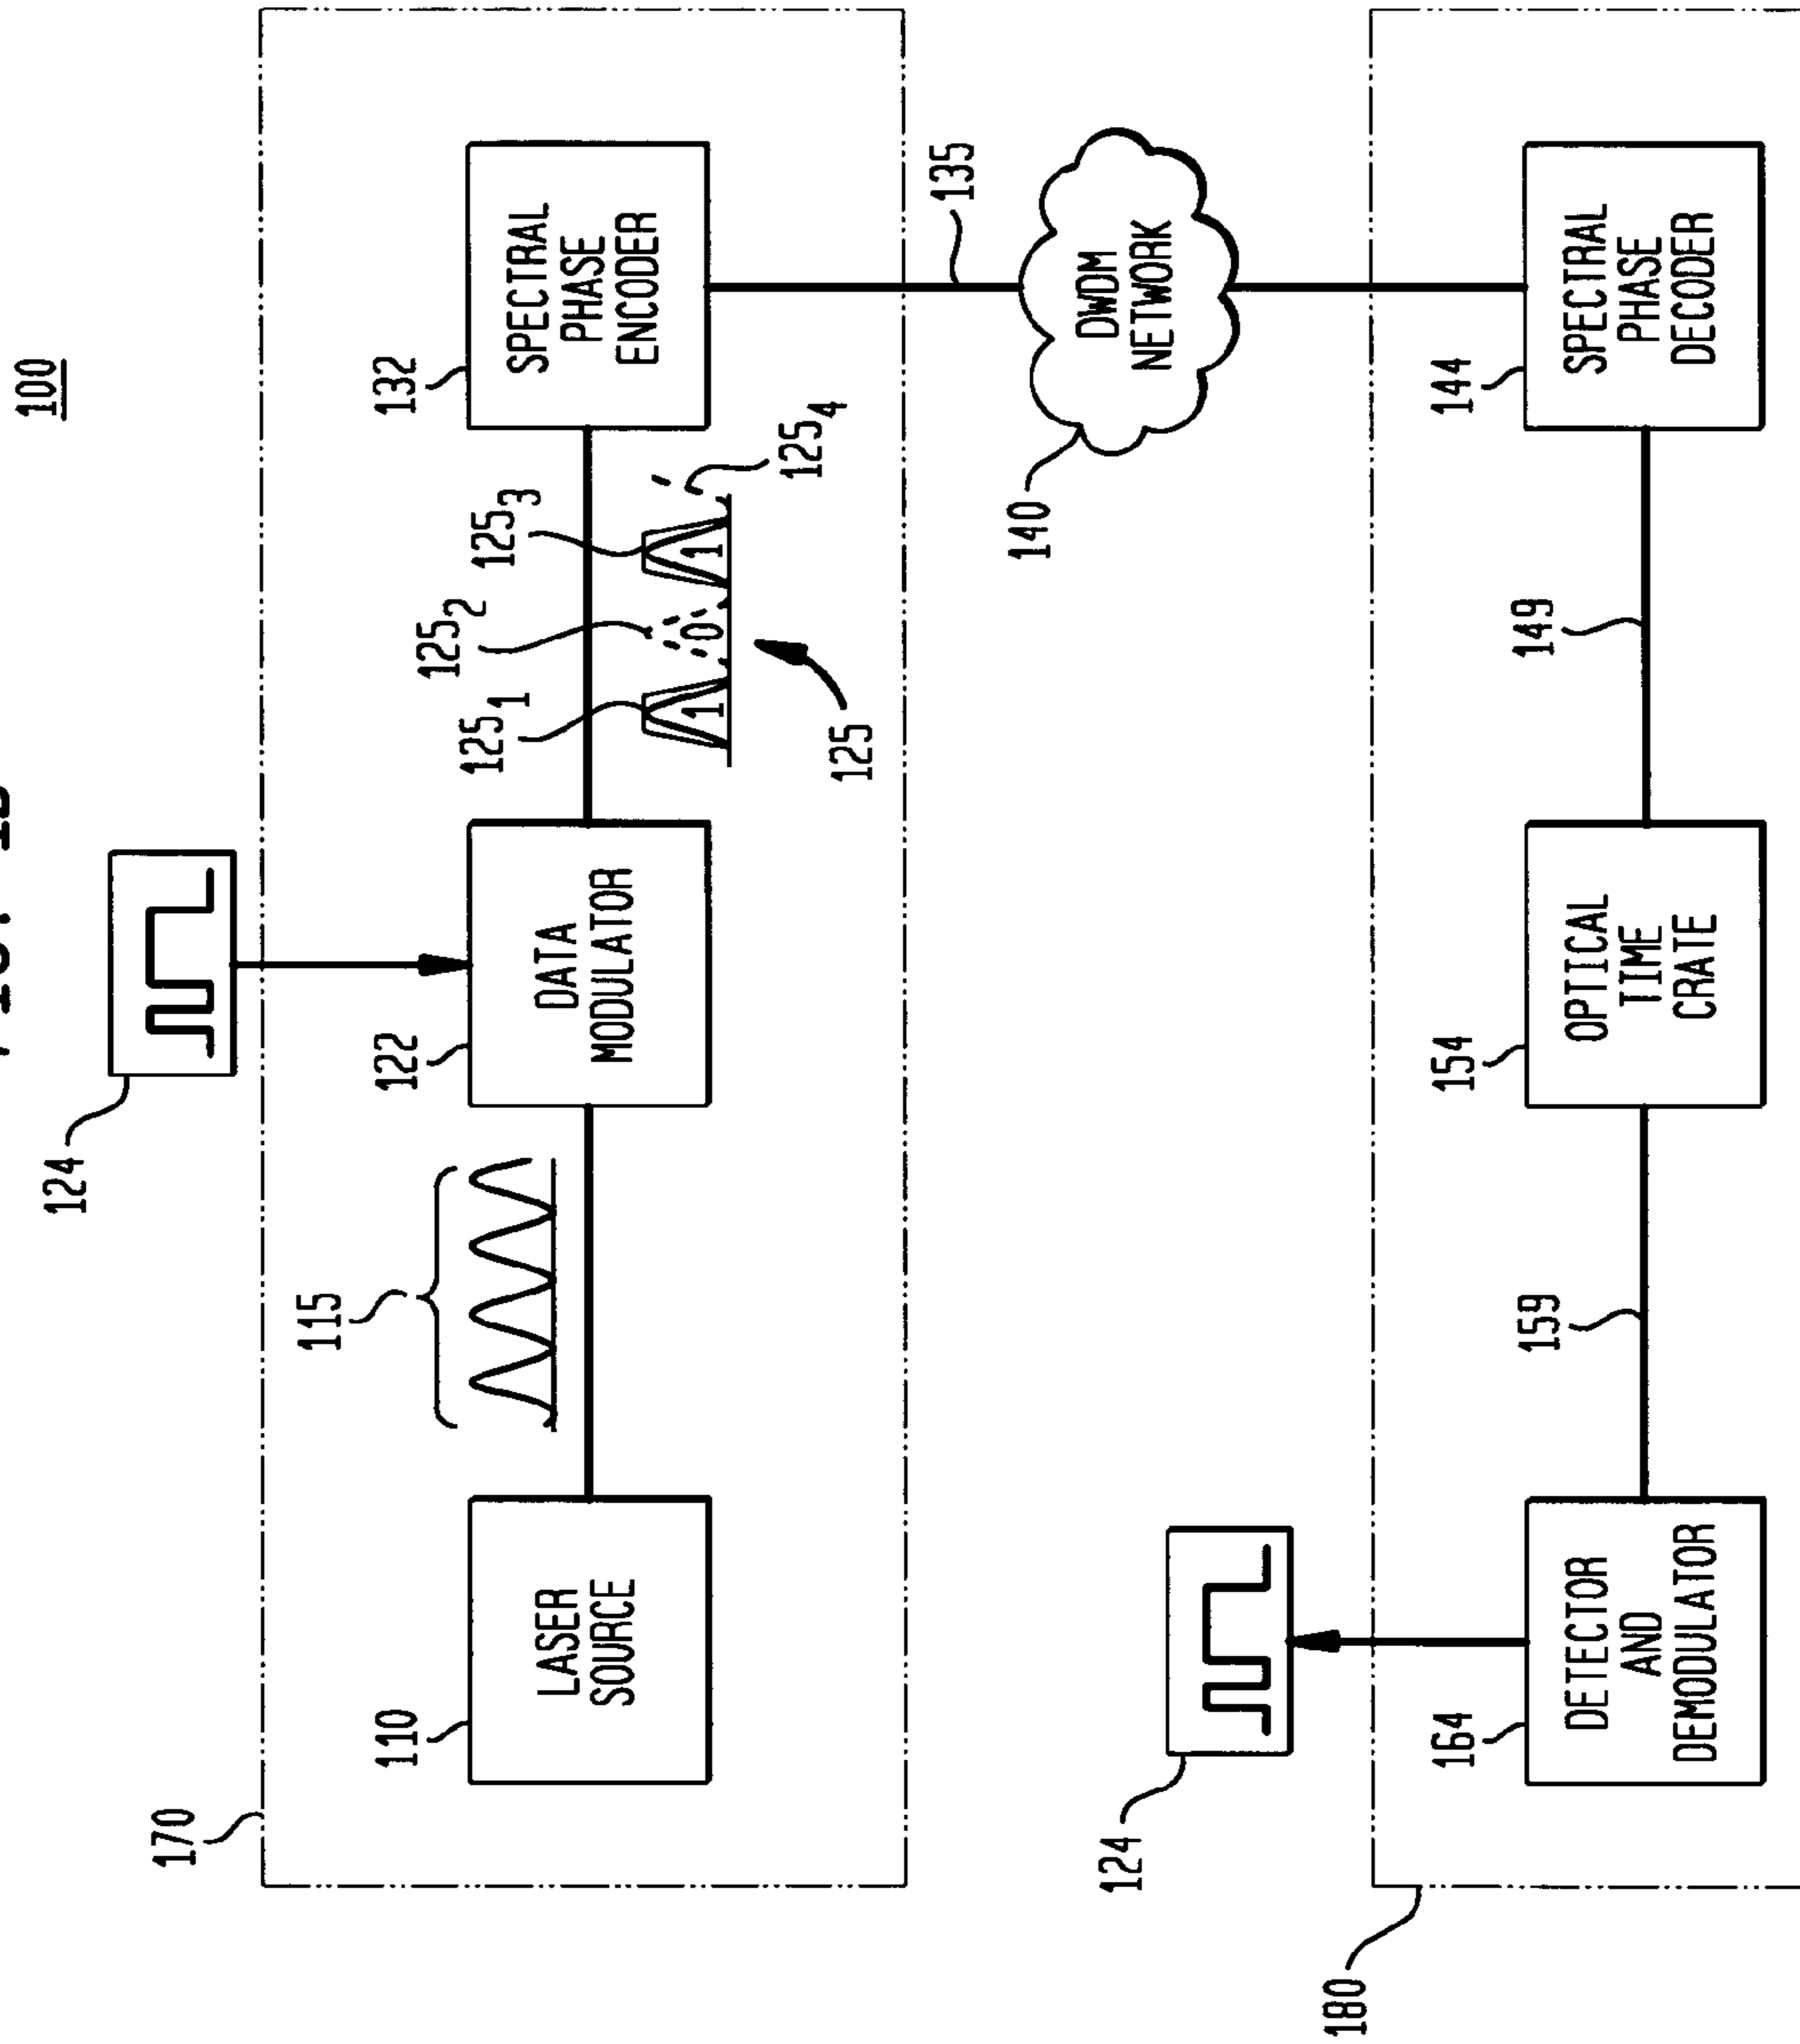 100
124
170
110
LASER
SOURCE
115
122
DATA
MODULATOR
125₁
125₂
125₃
125₄
1
0
1
125
132
SPECTRAL
PHASE
ENCODER
135
140
DWDM
NETWORK
180
124
164
DETECTOR
AND
DEMODULATOR
159
154
OPTICAL
TIME
CRATE
149
144
SPECTRAL
PHASE
DECODER